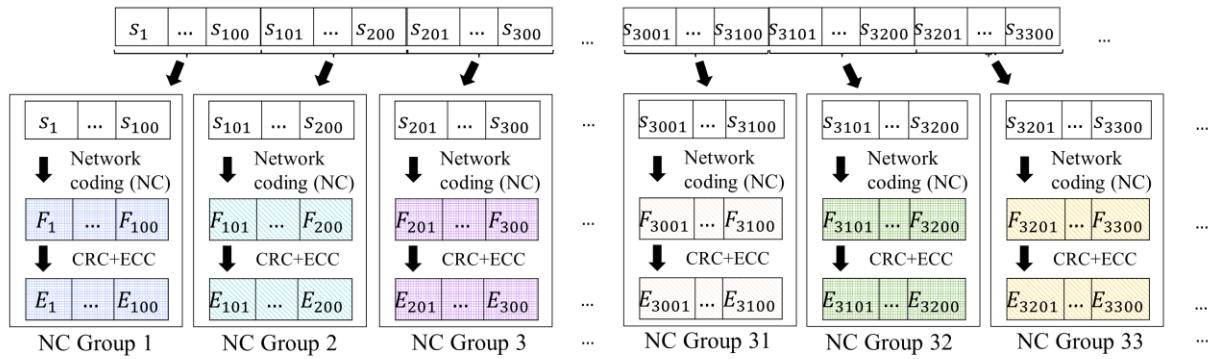 s₁ ... s₁₀₀ s₁₀₁ ... s₂₀₀ s₂₀₁ ... s₃₀₀ ... s₃₀₀₁ ... s₃₁₀₀ s₃₁₀₁ ... s₃₂₀₀ s₃₂₀₁ ... s₃₃₀₀ ...
s₁ ... s₁₀₀ s₁₀₁ ... s₂₀₀ s₂₀₁ ... s₃₀₀ ... s₃₀₀₁ ... s₃₁₀₀ s₃₁₀₁ ... s₃₂₀₀ s₃₂₀₁ ... s₃₃₀₀ ...
Network Network Network Network Network Network
coding (NC) coding (NC) coding (NC) coding (NC) coding (NC) coding (NC)
F₁ ... F₁₀₀ F₁₀₁ ... F₂₀₀ F₂₀₁ ... F₃₀₀ ... F₃₀₀₁ ... F₃₁₀₀ F₃₁₀₁ ... F₃₂₀₀ F₃₂₀₁ ... F₃₃₀₀ ...
CRC+ECC CRC+ECC CRC+ECC CRC+ECC CRC+ECC CRC+ECC
E₁ ... E₁₀₀ E₁₀₁ ... E₂₀₀ E₂₀₁ ... E₃₀₀ ... E₃₀₀₁ ... E₃₁₀₀ E₃₁₀₁ ... E₃₂₀₀ E₃₂₀₁ ... E₃₃₀₀ ...
NC Group 1 NC Group 2 NC Group 3 ... NC Group 31 NC Group 32 NC Group 33 ...